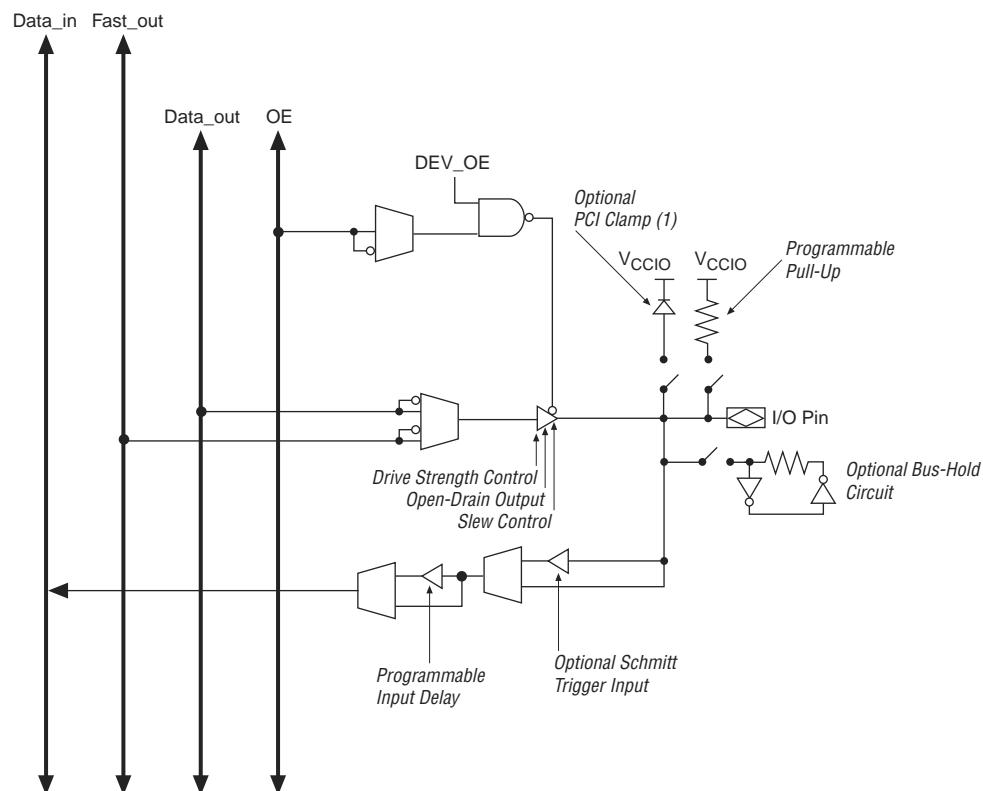 Data_in Fast_out
Data_out OE
DEV_OE
Optional
PCI Clamp (1)
VCCIO VCCIO
Programmable
Pull-Up
I/O Pin
Drive Strength Control
Open-Drain Output
Slew Control
Optional Bus-Hold
Circuit
Programmable
Input Delay
Optional Schmitt
Trigger Input